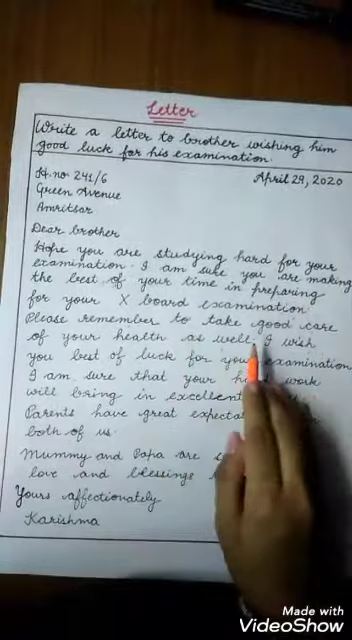 Letter
Write a letter to brother wishing him
good luck for his examination.
H.no 241/6
April 29, 2020
Green Avenue
Amritsar
Dear brother
Hope you are studying hard for your
examination. I am sure you are making
the best of your time in preparing
for your X board examination
Please remember to take good care
of your health as well. I wish
you best of luck for your examination
I am sure that your work
will bring in excellent
Parents have great
both of us.
Mummy and Papa are
love and blessings
Yours affectionately
Karishma
Made with
VideoShow